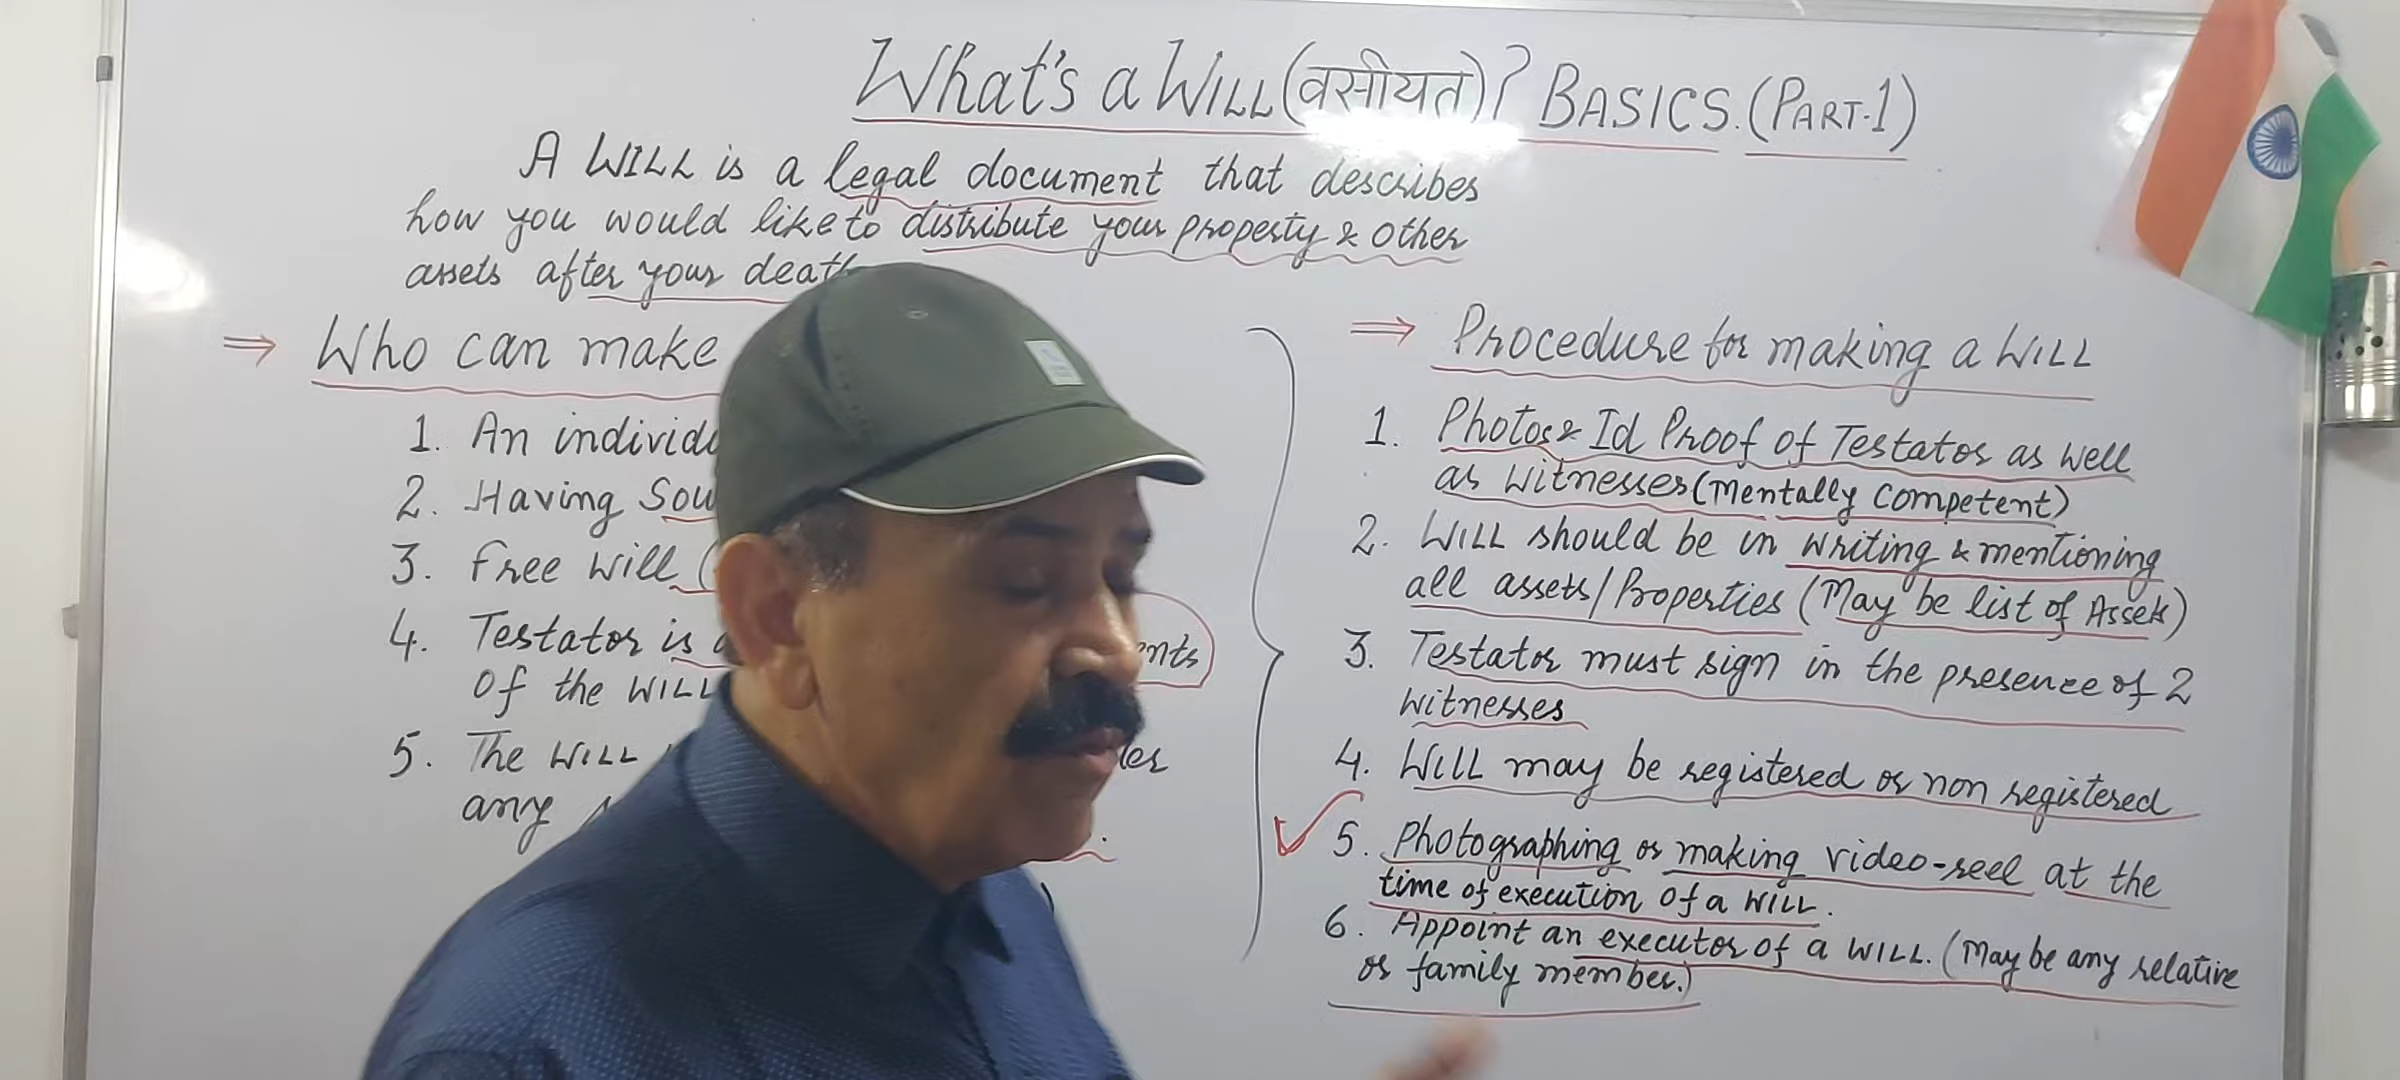 What's a WILL (वसीयत)? BASICS. (PART-1)
A WILL is a legal document that describes
how you would like to distribute your property & other
assets after your death
⇒ Who can make
1. An individ
2. Having Sou
3. Free will (
4. Testator is
of the WILL
5. The WILL
any
⇒ Procedure for making a WILL
1. Photos & Id Proof of Testator as well
as witnesses (Mentally Competent)
2. WILL should be in writing & mentioning
all assets/Properties (May be list of Assets)
3. Testator must sign in the presence of 2
witnesses
4. WILL may be registered or non registered
✓ 5. Photographing or making video-reel at the
time of execution of a WILL.
6. Appoint an executor of a WILL. (May be any relative
or family member.)